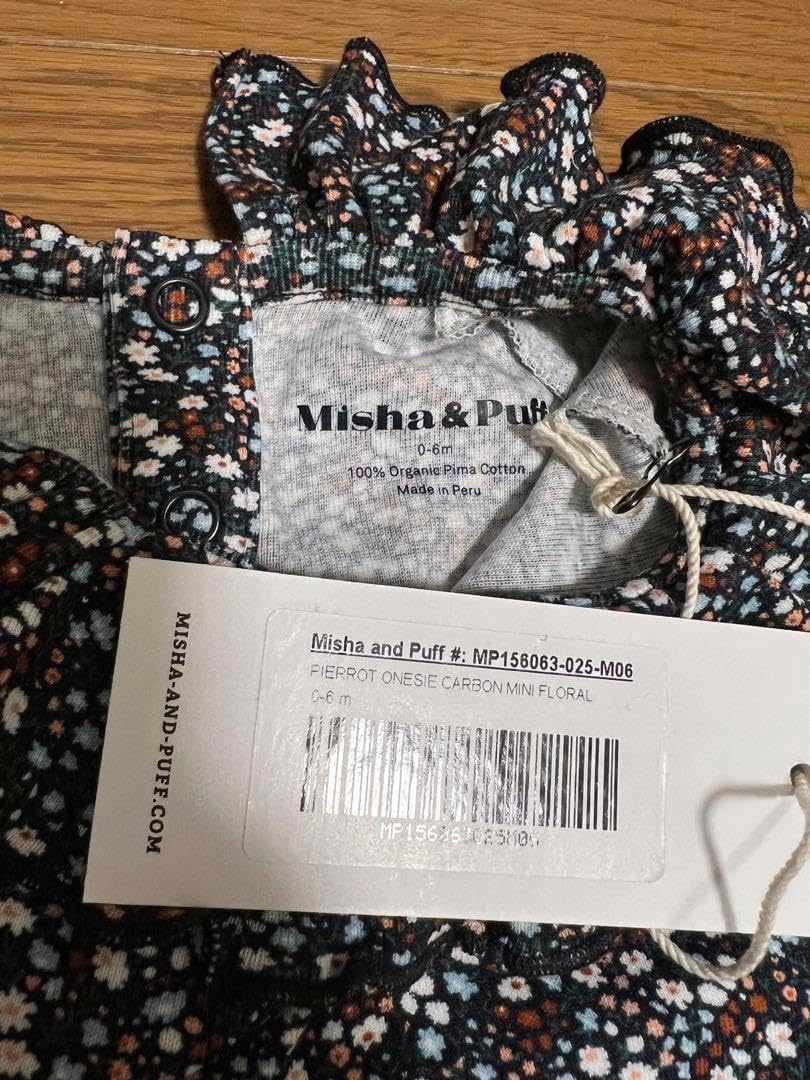 Misha & Puff
0-6m
100% Organic Pima Cotton
Made in Peru
MISHA-AND-PUFF.COM
Misha and Puff #: MP156063-025-M06
PIERROT ONESIE CARBON MINI FLORAL
0-6 m
MP156063025M06